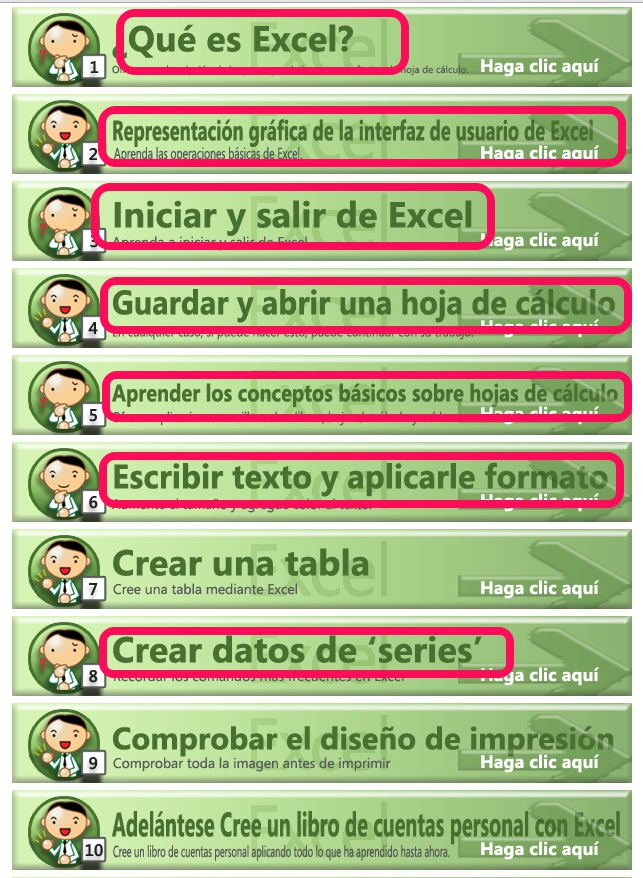 ¿Qué es Excel?
hoja de cálculo.
Haga clic aquí
1
Representación gráfica de la interfaz de usuario de Excel
Aprenda las operaciones básicas de Excel.
Haga clic aquí
2
Iniciar y salir de Excel
Aprenda a iniciar y salir de Excel
Haga clic aquí
3
Guardar y abrir una hoja de cálculo
En cualquier caso, si puede hacer esto, puede continuar con su trabajo.
Haga clic aquí
4
Aprender los conceptos básicos sobre hojas de cálculo
Haga clic aquí
5
Escribir texto y aplicarle formato
Aumente el tamaño y agregue color al texto.
Haga clic aquí
6
Crear una tabla
Cree una tabla mediante Excel
Haga clic aquí
7
Crear datos de ‘series’
Recordar los comandos más frecuentes en Excel
Haga clic aquí
8
Comprobar el diseño de impresión
Comprobar toda la imagen antes de imprimir
Haga clic aquí
9
Adelántese Cree un libro de cuentas personal con Excel
Cree un libro de cuentas personal aplicando todo lo que ha aprendido hasta ahora.
Haga clic aquí
10